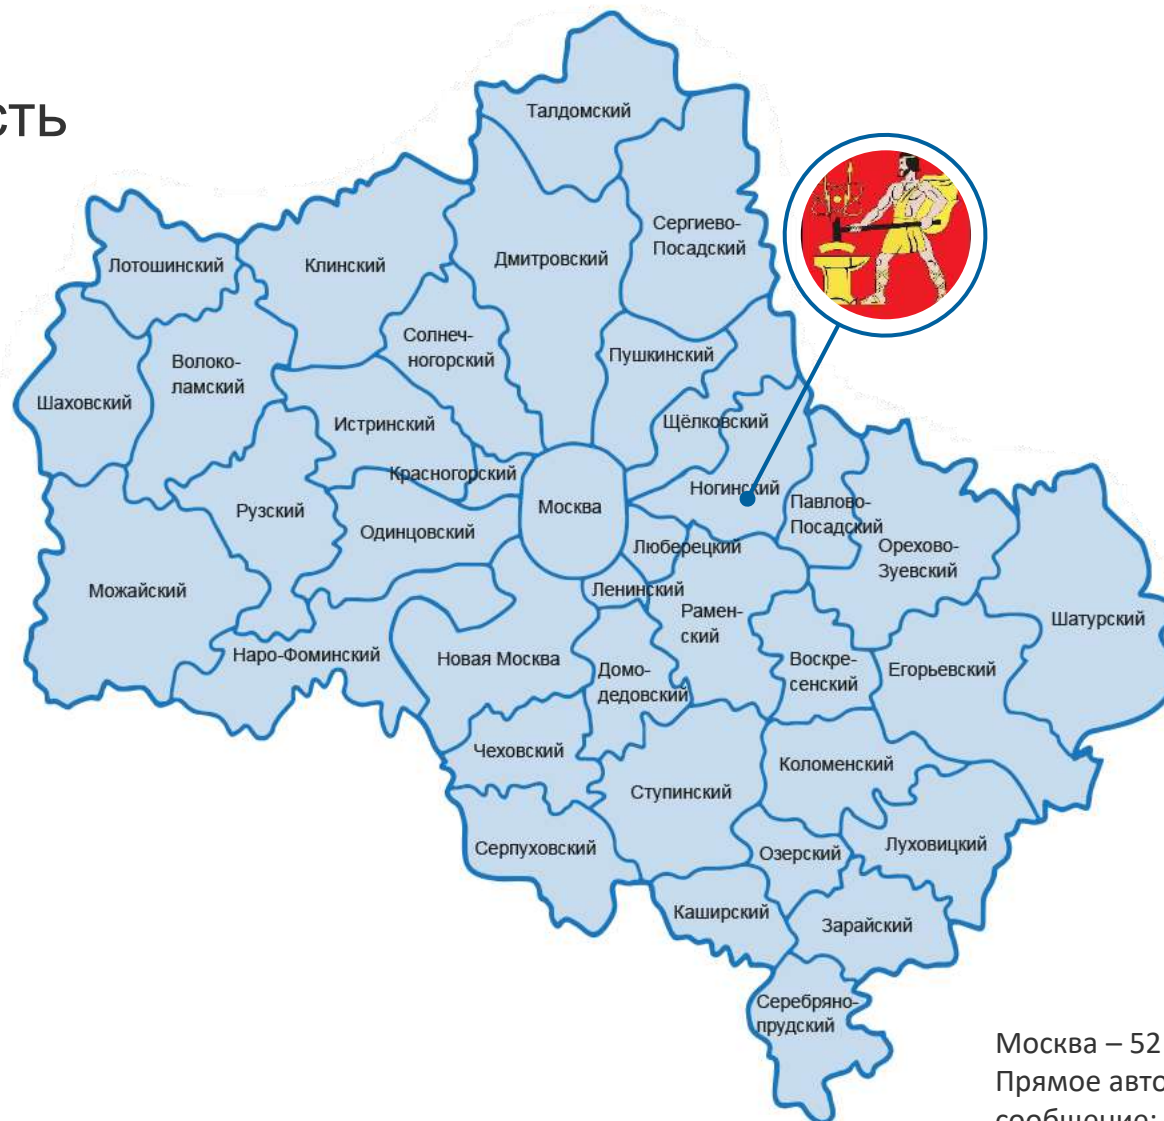 сть
Талдомский
Сергиево-
Посадский
Лотошинский
Клинский
Дмитровский
Солнеч-
ногорский
Пушкинский
Волоко-
ламский
Шаховский
Истринский
Щёлковский
Красногорский
Ногинский
Москва
Павлово-
Посадский
Рузский
Одинцовский
Люберецкий
Орехово-
Зуевский
Можайский
Ленинский
Рамен-
ский
Шатурский
Наро-Фоминский
Новая Москва
Домо-
дедовский
Воскре-
сенский
Егорьевский
Чеховский
Коломенский
Ступинский
Серпуховский
Озерский
Луховицкий
Каширский
Зарайский
Серебряно-
прудский
Москва – 52
Прямое авто
сообщение: